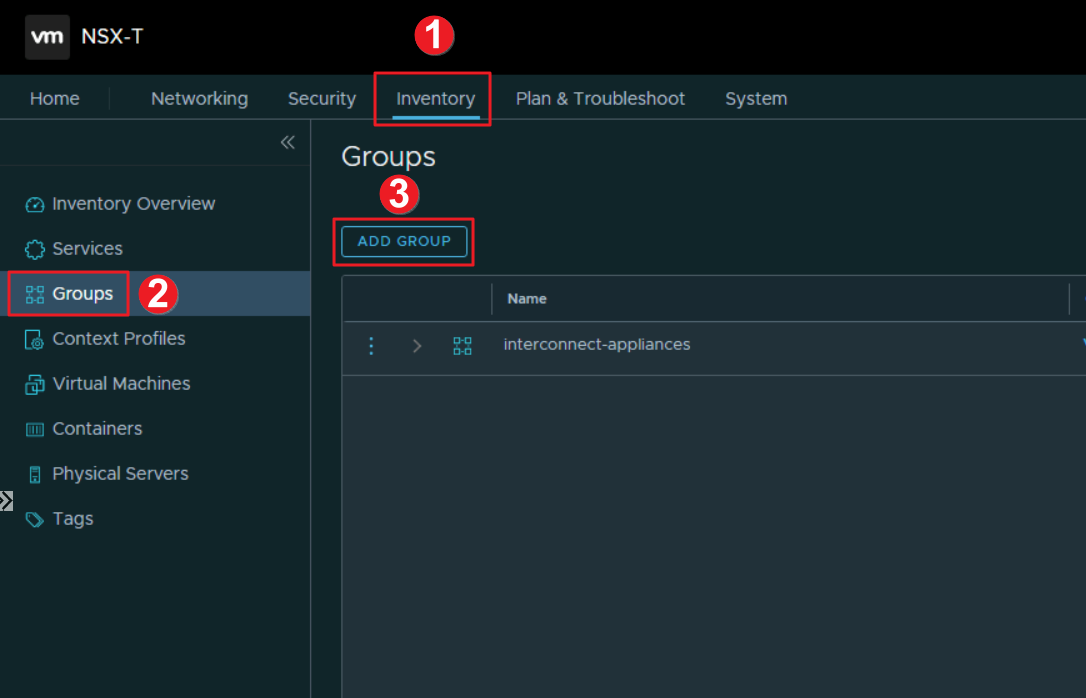 vm NSX-T
1
Home Networking Security Inventory Plan & Troubleshoot System
Groups
3
ADD GROUP
Inventory Overview
Services
Groups 2
Context Profiles
Virtual Machines
Containers
Physical Servers
Tags
Name
interconnect-appliances